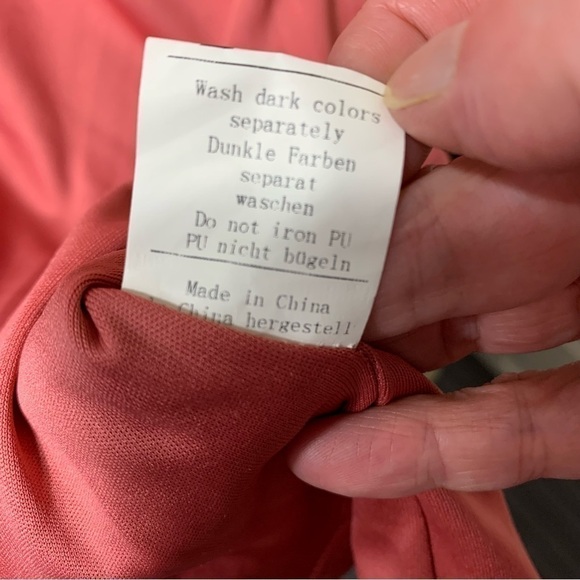 Wash dark colors
separately
Dunkle Farben
separat
waschen
Do not iron PU
PU nicht bügeln
Made in China
China hergestell